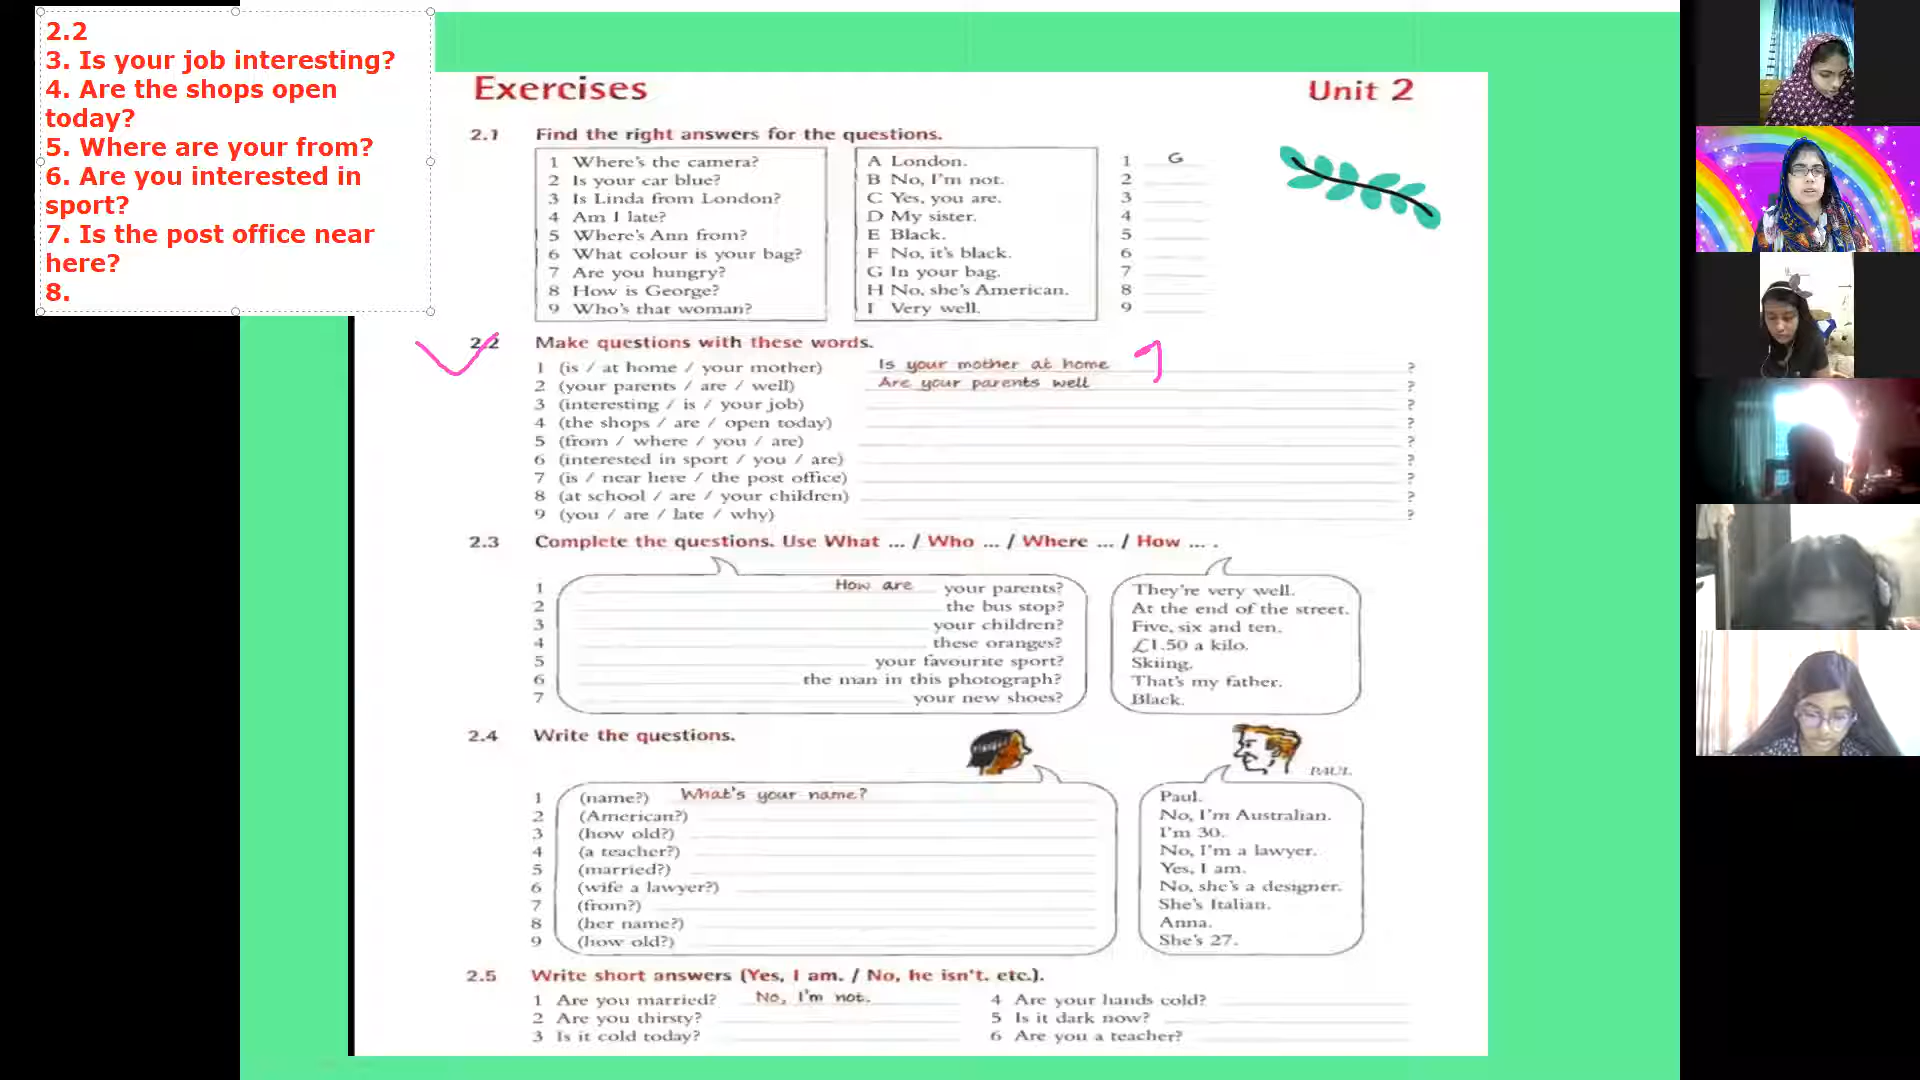 2.2
3. Is your job interesting?
4. Are the shops open
today?
5. Where are your from?
6. Are you interested in
sport?
7. Is the post office near
here?
8.
Exercises
Unit 2
2.1 Find the right answers for the questions.
1 Where's the camera?
2 Is your car blue?
3 Is Linda from London?
4 Am I late?
5 Where's Ann from?
6 What colour is your bag?
7 Are you hungry?
8 How is George?
9 Who's that woman?
A London.
B No, I'm not.
C Yes, you are.
D My sister.
E Black.
F No, it's black.
G In your bag.
H No, she's American.
I Very well.
1 G
2
3
4
5
6
7
8
9
2.2 Make questions with these words.
1 (is / at home / your mother) Is your mother at home ?
2 (your parents / are / well) Are your parents well ?
3 (interesting / is / your job) ?
4 (the shops / are / open today) ?
5 (from / where / you / are) ?
6 (interested in sport / you / are) ?
7 (is / near here / the post office) ?
8 (at school / are / your children) ?
9 (you / are / late / why) ?
2.3 Complete the questions. Use What ... / Who ... / Where ... / How ... .
1 How are your parents?
2 the bus stop?
3 your children?
4 these oranges?
5 your favourite sport?
6 the man in this photograph?
7 your new shoes?
They're very well.
At the end of the street.
Five, six and ten.
£1.50 a kilo.
Skiing.
That's my father.
Black.
2.4 Write the questions.
PAUL
1 (name?) What's your name?
2 (American?)
3 (how old?)
4 (a teacher?)
5 (married?)
6 (wife a lawyer?)
7 (from?)
8 (her name?)
9 (how old?)
Paul.
No, I'm Australian.
I'm 30.
No, I'm a lawyer.
Yes, I am.
No, she's a designer.
She's Italian.
Anna.
She's 27.
2.5 Write short answers (Yes, I am. / No, he isn't. etc.).
1 Are you married? No, I'm not.
2 Are you thirsty?
3 Is it cold today?
4 Are your hands cold?
5 Is it dark now?
6 Are you a teacher?